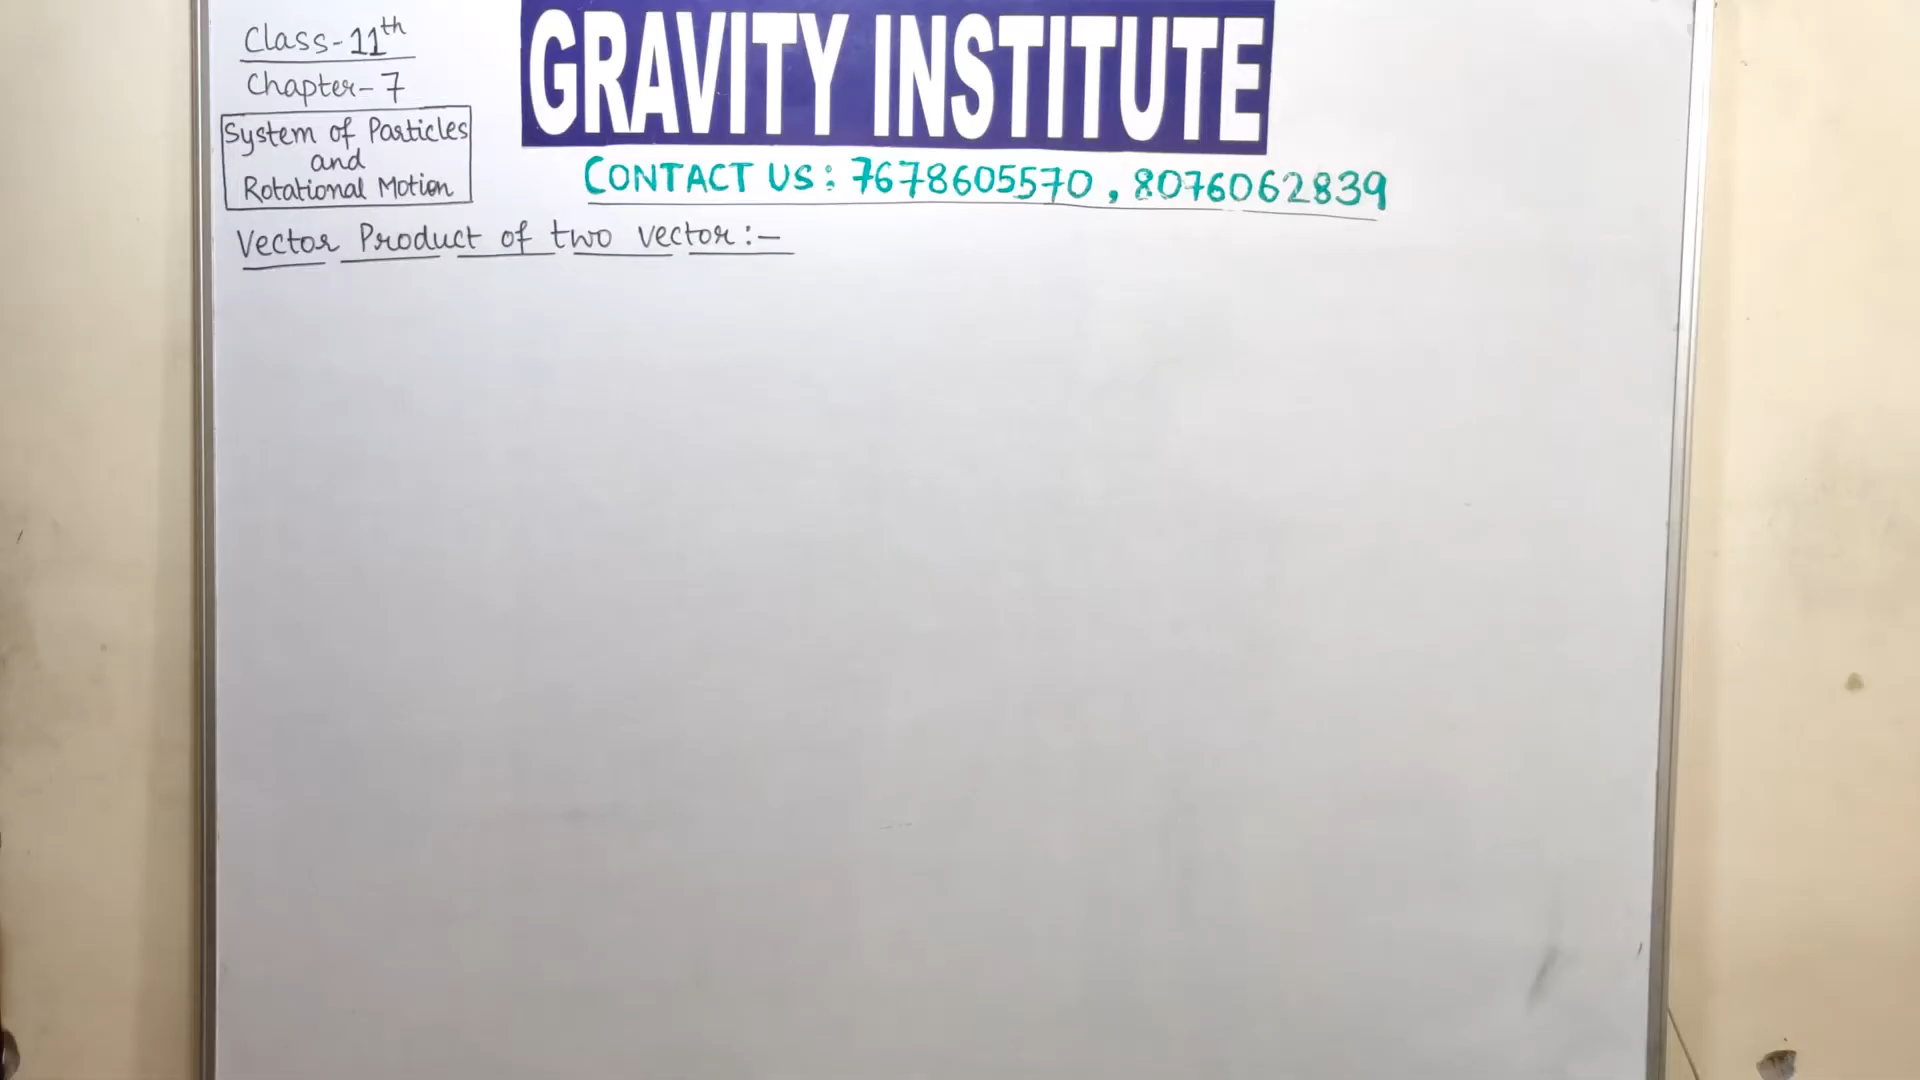 Class-11th
Chapter-7
System of Particles
and
Rotational Motion
GRAVITY INSTITUTE
CONTACT US: 7678605570, 8076062839
Vector Product of two vector:-